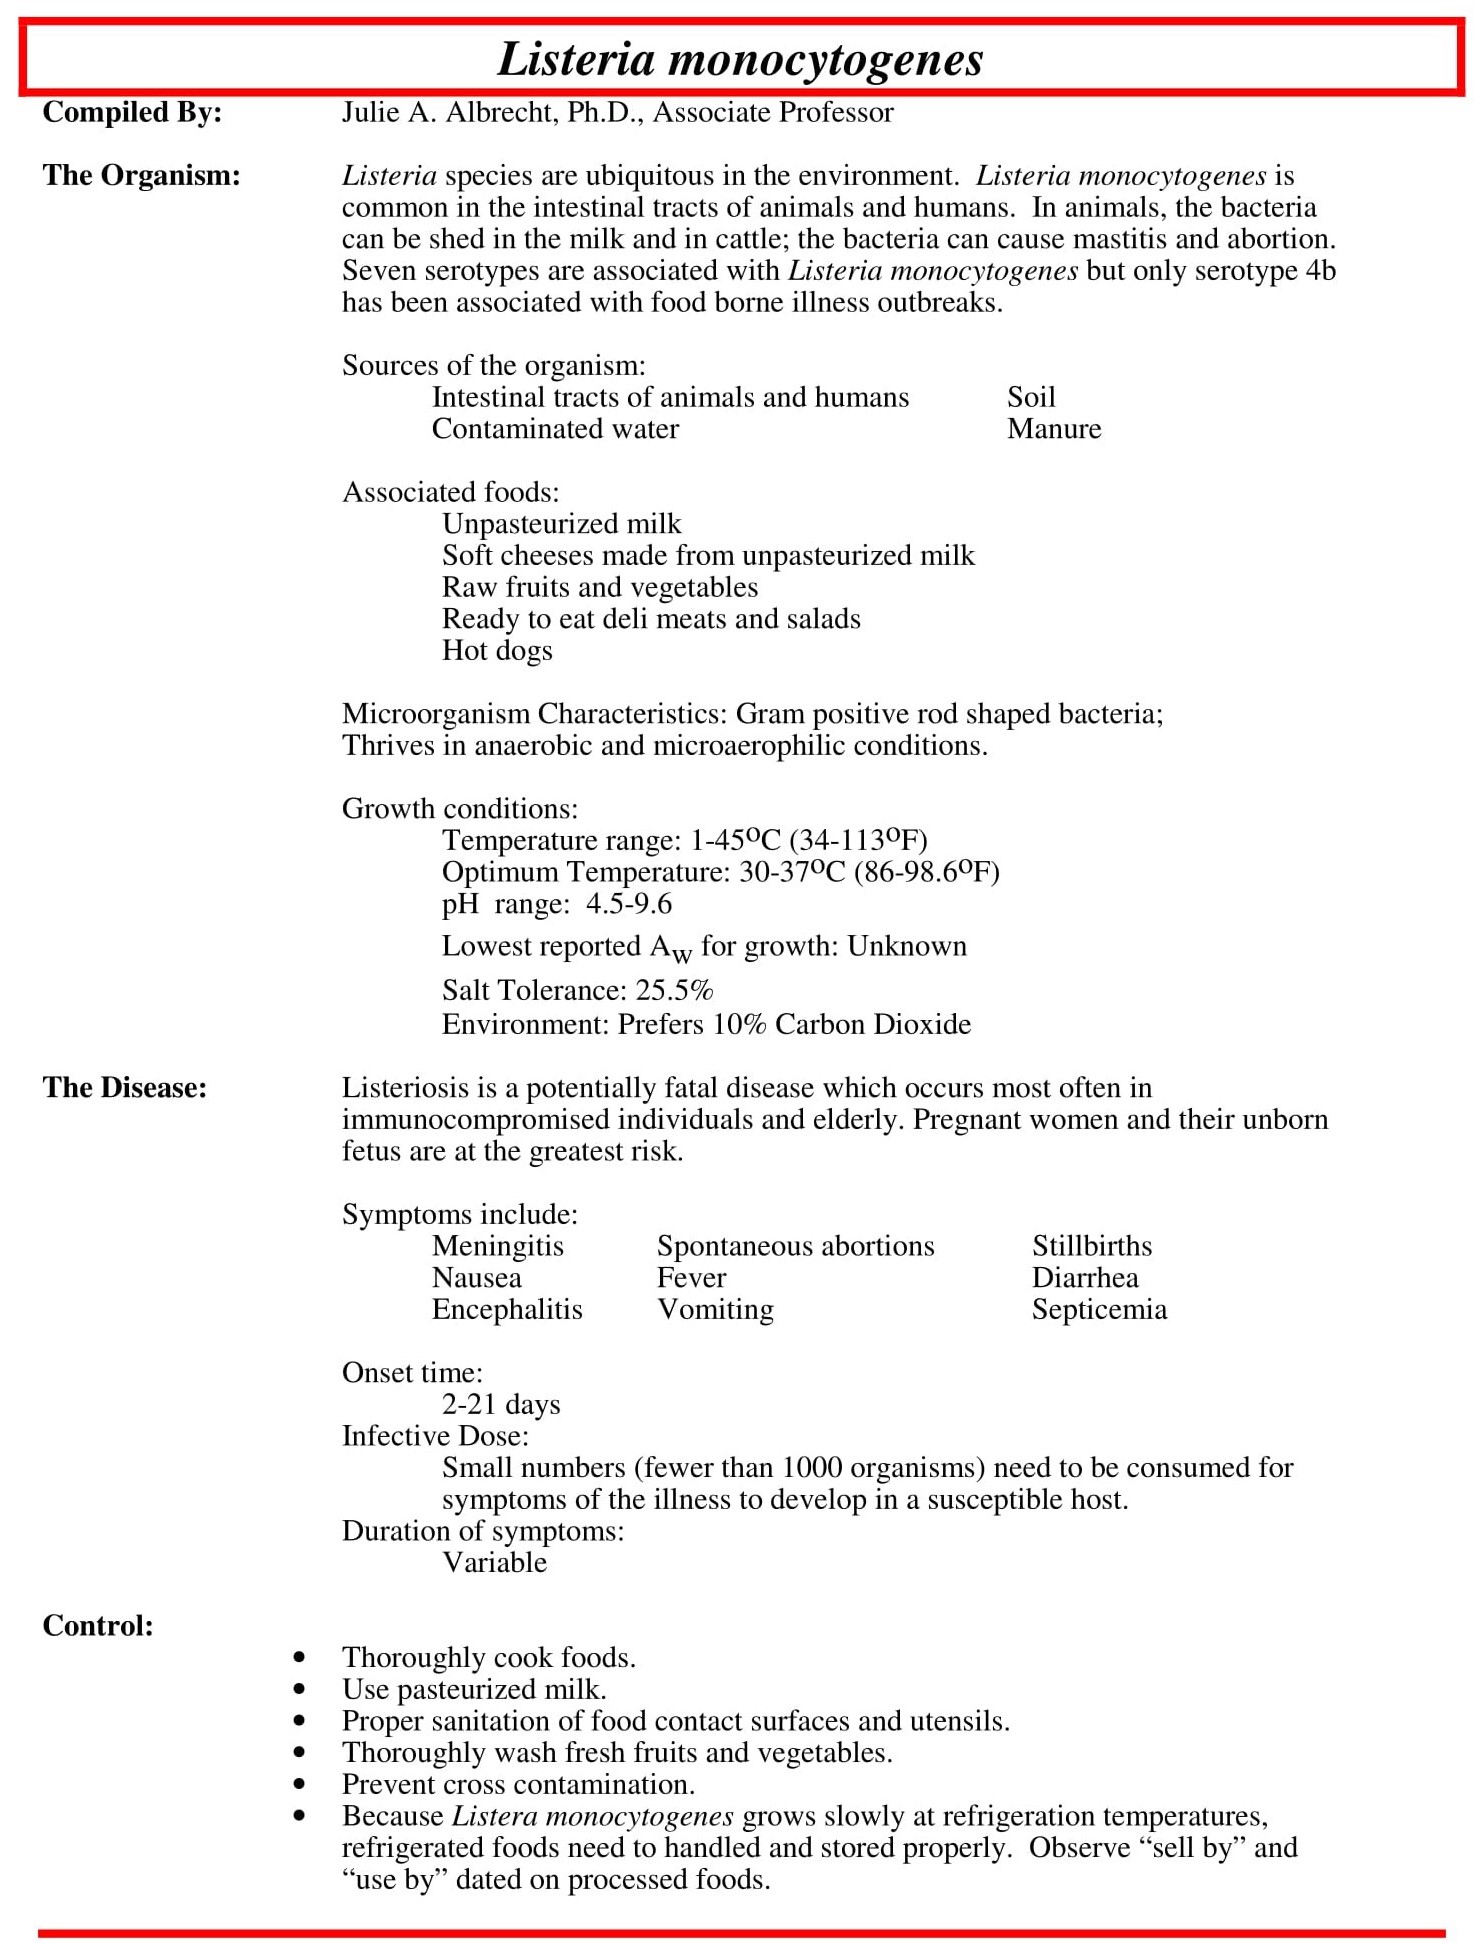 Listeria monocytogenes
Compiled By: Julie A. Albrecht, Ph.D., Associate Professor
The Organism: Listeria species are ubiquitous in the environment. Listeria monocytogenes is
common in the intestinal tracts of animals and humans. In animals, the bacteria
can be shed in the milk and in cattle; the bacteria can cause mastitis and abortion.
Seven serotypes are associated with Listeria monocytogenes but only serotype 4b
has been associated with food borne illness outbreaks.
Sources of the organism:
Intestinal tracts of animals and humans Soil
Contaminated water Manure
Associated foods:
Unpasteurized milk
Soft cheeses made from unpasteurized milk
Raw fruits and vegetables
Ready to eat deli meats and salads
Hot dogs
Microorganism Characteristics: Gram positive rod shaped bacteria;
Thrives in anaerobic and microaerophilic conditions.
Growth conditions:
Temperature range: 1-45ºC (34-113ºF)
Optimum Temperature: 30-37ºC (86-98.6ºF)
pH range: 4.5-9.6
Lowest reported Aw for growth: Unknown
Salt Tolerance: 25.5%
Environment: Prefers 10% Carbon Dioxide
The Disease: Listeriosis is a potentially fatal disease which occurs most often in
immunocompromised individuals and elderly. Pregnant women and their unborn
fetus are at the greatest risk.
Symptoms include:
Meningitis Spontaneous abortions Stillbirths
Nausea Fever Diarrhea
Encephalitis Vomiting Septicemia
Onset time:
2-21 days
Infective Dose:
Small numbers (fewer than 1000 organisms) need to be consumed for
symptoms of the illness to develop in a susceptible host.
Duration of symptoms:
Variable
Control:
• Thoroughly cook foods.
• Use pasteurized milk.
• Proper sanitation of food contact surfaces and utensils.
• Thoroughly wash fresh fruits and vegetables.
• Prevent cross contamination.
• Because Listera monocytogenes grows slowly at refrigeration temperatures,
refrigerated foods need to handled and stored properly. Observe “sell by” and
“use by” dated on processed foods.